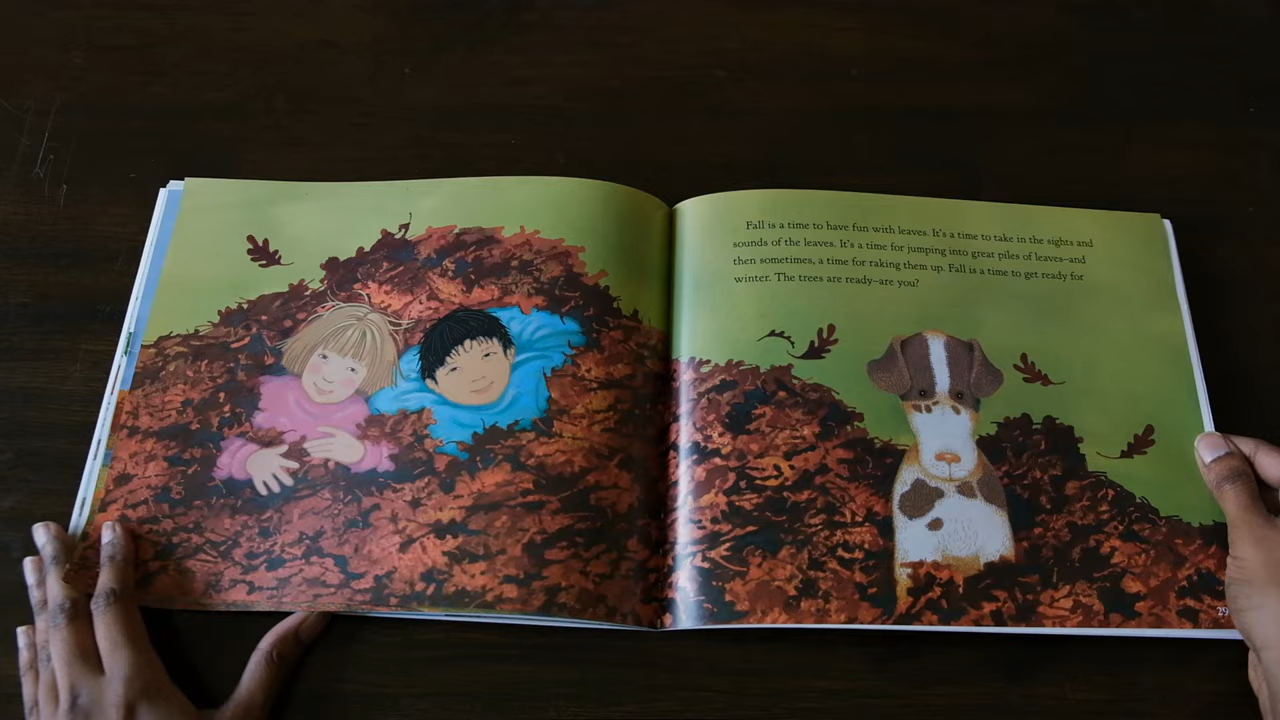 Fall is a time to have fun with leaves. It's a time to take in the sights and
sounds of the leaves. It's a time for jumping into great piles of leaves–and
then sometimes, a time for raking them up. Fall is a time to get ready for
winter. The trees are ready–are you?
29